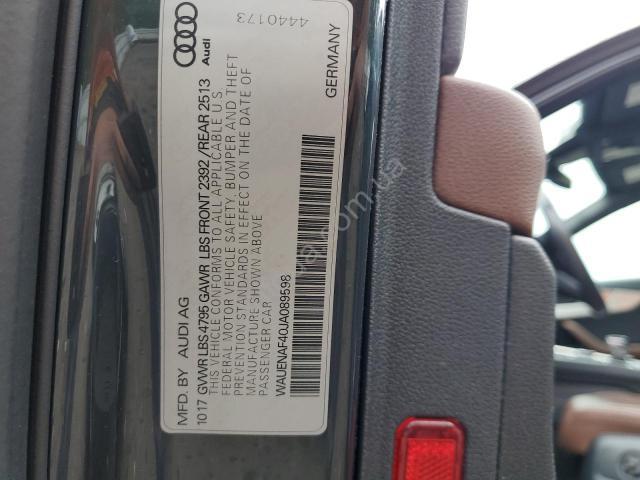 Audi
4440173
MFD. BY AUDI AG
1017 GVWR LBS 4795 GAWR LBS FRONT 2392 / REAR 2513
THIS VEHICLE CONFORMS TO ALL APPLICABLE U S
FEDERAL MOTOR VEHICLE SAFETY, BUMPER AND THEFT
PREVENTION STANDARDS IN EFFECT ON THE DATE OF
MANUFACTURE SHOWN ABOVE
PASSENGER CAR
WAUENAF40JA089598
GERMANY